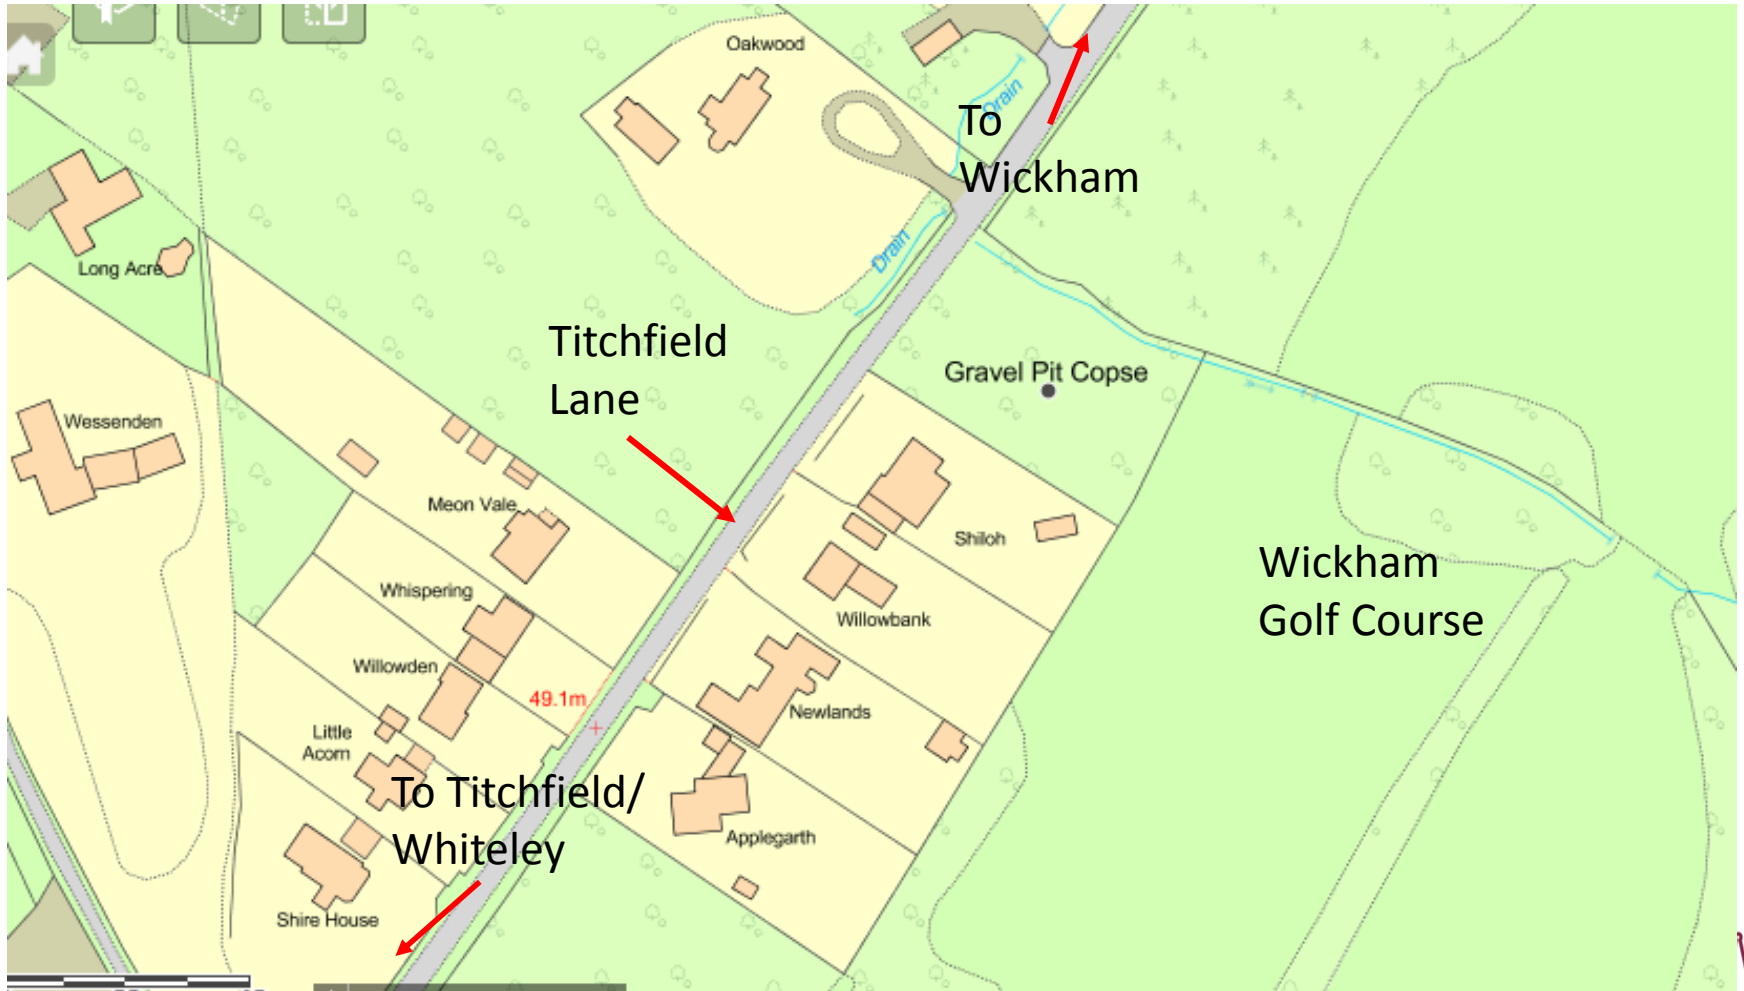 Oakwood
To
Wickham
Drain
Drain
Long Acre
Titchfield
Lane
Gravel Pit Copse
Wessenden
Meon Vale
Shiloh
Wickham
Golf Course
Whispering
Willowbank
Willowden
49.1m
Newlands
Little
Acorn
To Titchfield/
Whiteley
Applegarth
Shire House